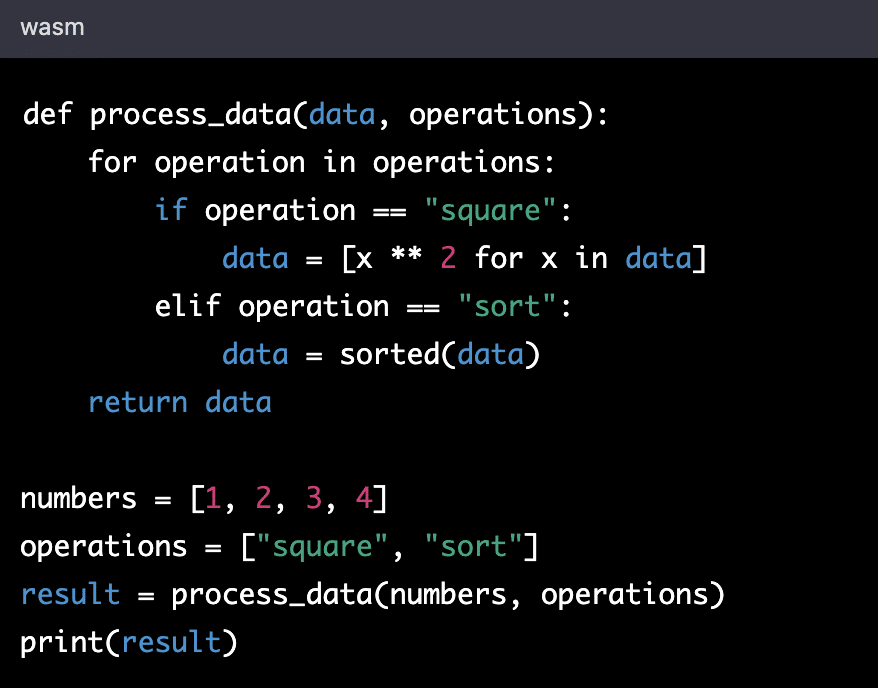 wasm
def process_data(data, operations):
    for operation in operations:
        if operation == "square":
            data = [x ** 2 for x in data]
        elif operation == "sort":
            data = sorted(data)
    return data
numbers = [1, 2, 3, 4]
operations = ["square", "sort"]
result = process_data(numbers, operations)
print(result)